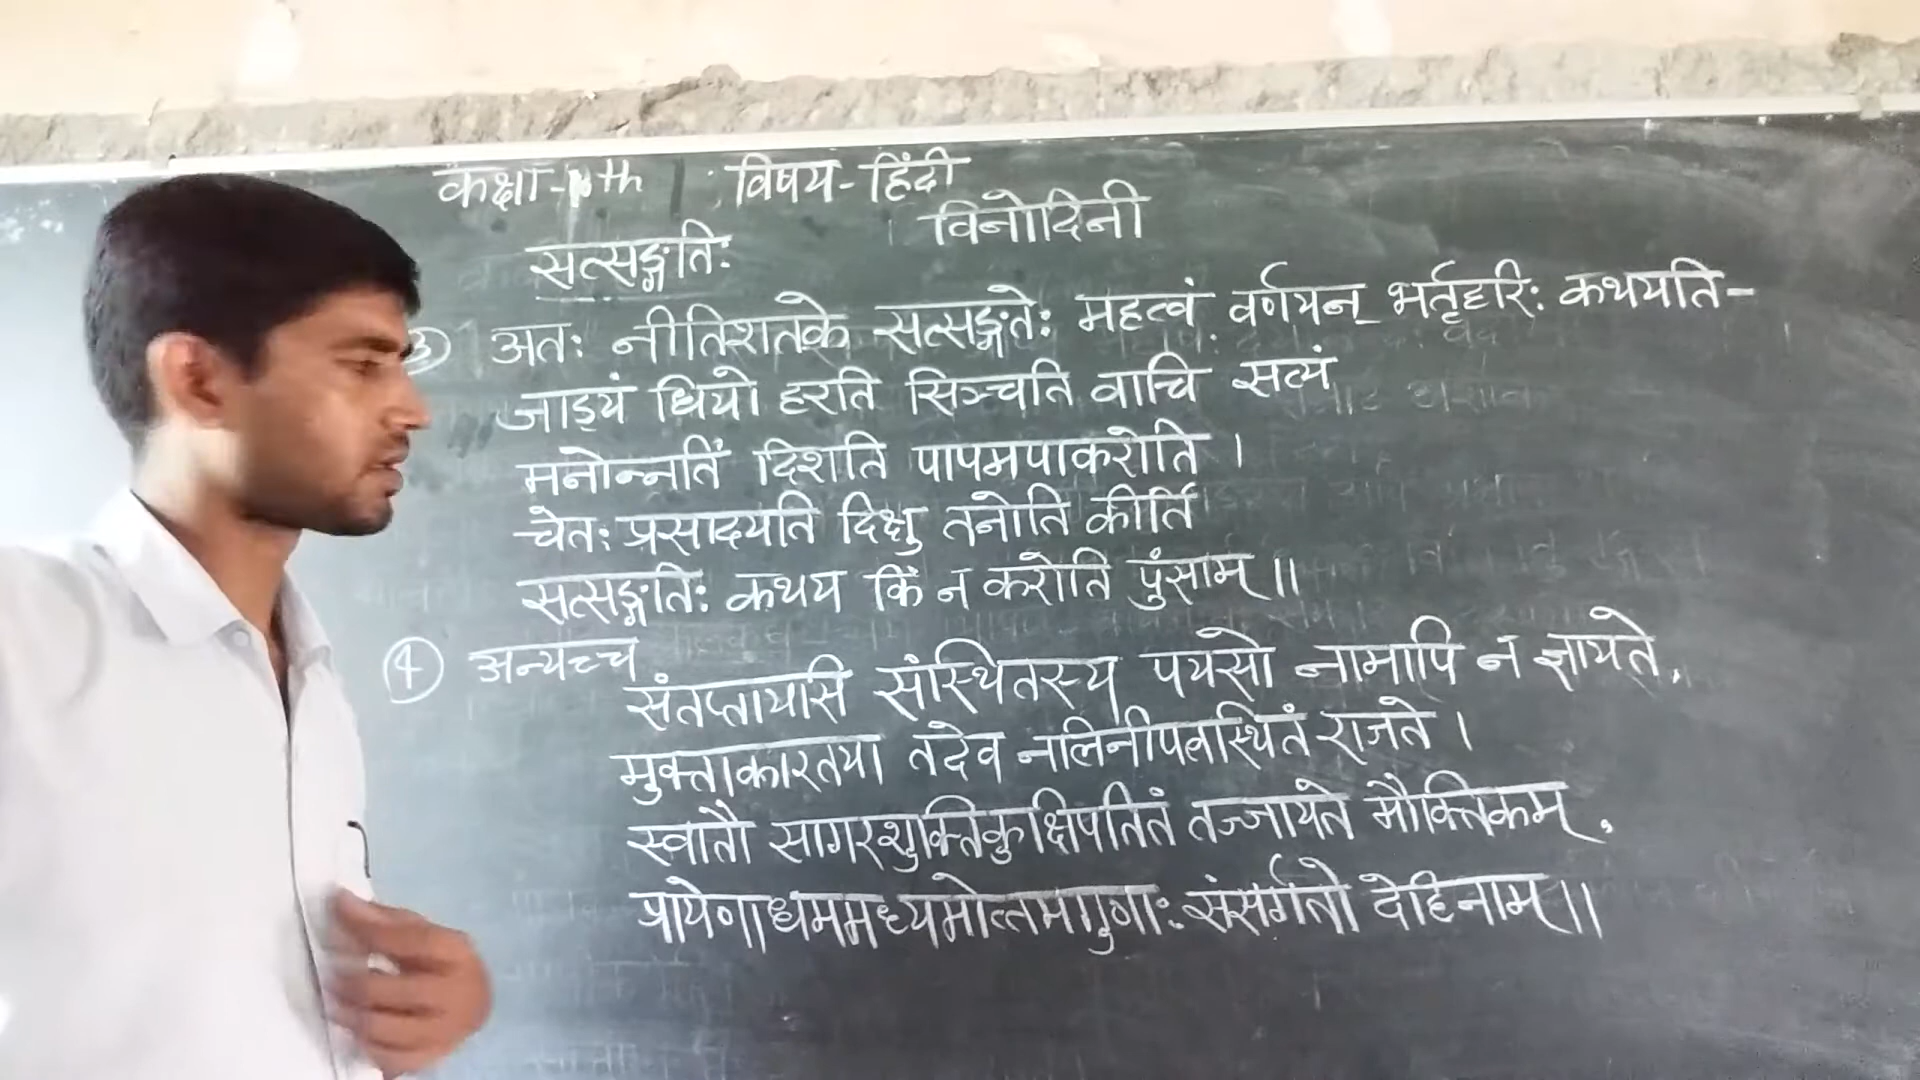 कक्षा-10th विषय-हिंदी
विनोदिनी
सत्सङ्गतिः
3 अतः नीतिशतके सत्सङ्गतेः महत्वं वर्णयन् भर्तृहरिः कथयति-
जाड्यं धियो हरति सिञ्चति वाचि सत्यं
मनोन्नतिं दिशति पापमपाकरोति ।
चेतः प्रसादयति दिक्षु तनोति कीर्तिं
सत्सङ्गतिः कथय किं न करोति पुंसाम् ॥
4 अन्यच्च
संतप्तायसि संस्थितस्य पयसो नामापि न ज्ञायते,
मुक्ताकारतया तदेव नलिनीपत्रस्थितं राजते ।
स्वातौ सागरशुक्तिकुक्षिपतितं तज्जायते मौक्तिकम्,
प्रायेणाधममध्यमोत्तमगुणाः संसर्गतो देहिनाम् ॥